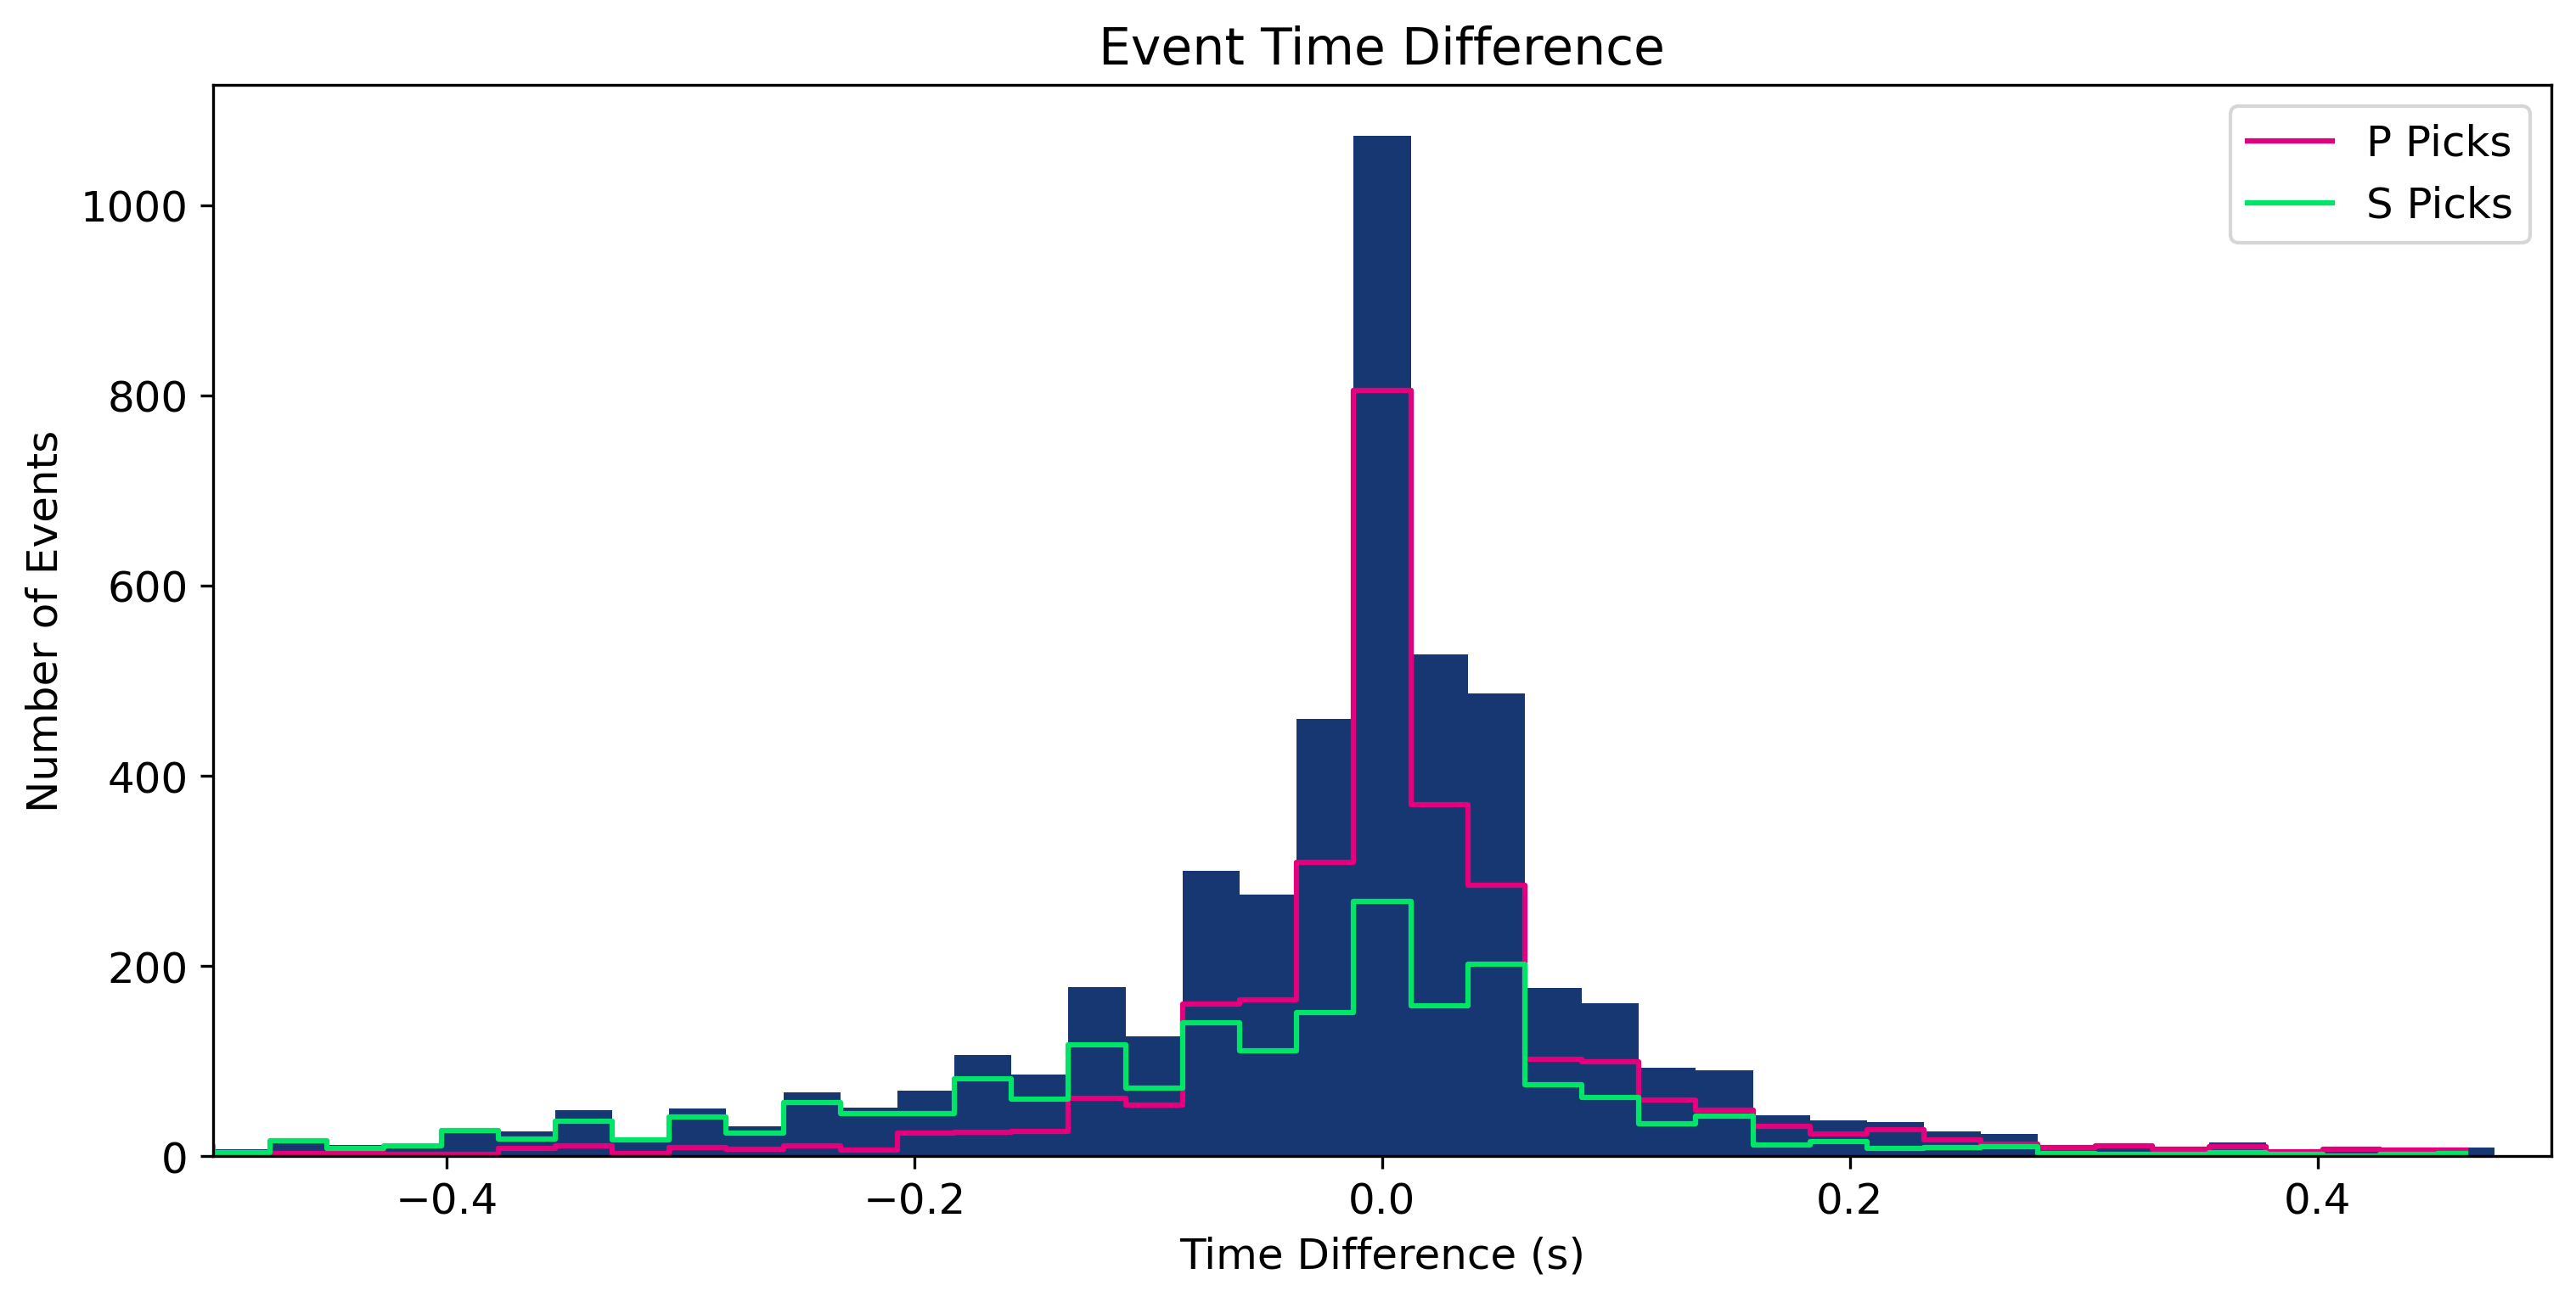 Event Time Difference
P Picks
S Picks
Number of Events
1000
800
600
400
200
0
−0.4
−0.2
0.0
0.2
0.4
Time Difference (s)